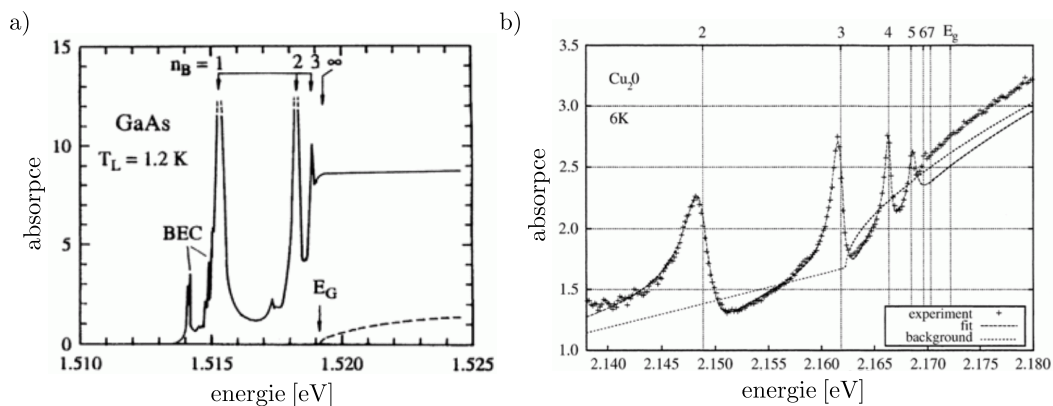 a)
15
10
5
0
absorpce
n_B = 1 2 3 ∞
GaAs
T_L = 1.2 K
BEC
E_G
1.510 1.515 1.520 1.525
energie [eV]
b)
2 3 4 5 6 7 E_g
3.5
3.0
2.5
2.0
1.5
1.0
absorpce
Cu_20
6K
experiment
fit
background
2.140 2.145 2.150 2.155 2.160 2.165 2.170 2.175 2.180
energie [eV]